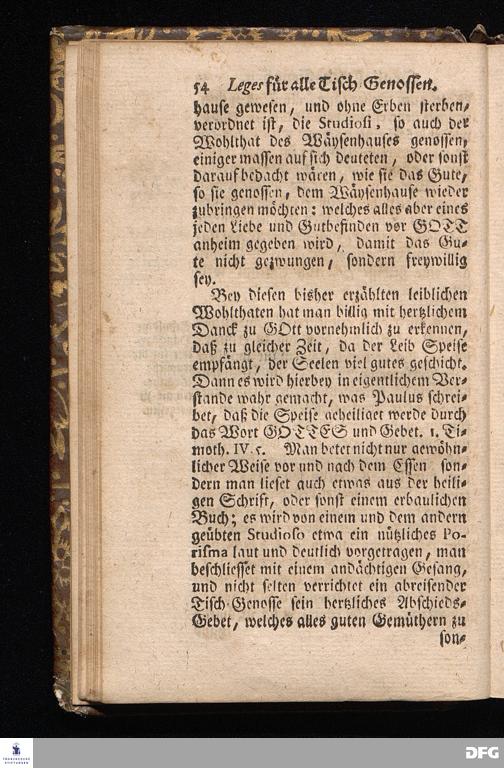 54 Leges für alle Tisch-Genossen.
hause gewesen, und ohne Erben sterben,
verordnet ist, die Studiosi, so auch der
Wohlthat des Wäysenhauses genossen,
einiger massen auf sich deuteten, oder sonst
darauf bedacht wären, wie sie das Gute,
so sie genossen, dem Wäysenhause wieder
zubringen möchten: welches alles aber eines
jeden Liebe und Gutbefinden vor GOTT
anheim gegeben wird, damit das Gu-
te nicht gezwungen, sondern freywillig
sey.
Bey diesen bisher erzählten leiblichen
Wohlthaten hat man billig mit hertzlichem
Danck zu GOtt vornehmlich zu erkennen,
daß zu gleicher Zeit, da der Leib Speise
empfängt, der Seelen viel gutes geschicht.
Dann es wird hierbey in eigentlichem Ver-
stande wahr gemacht, was Paulus schrei-
bet, daß die Speise geheiliget werde durch
das Wort GOTTES und Gebet. 1. Ti-
moth. IV. 5. Man betet nicht nur gewöhn-
licher Weise vor und nach dem Essen, son-
dern man lieset auch etwas aus der heili-
gen Schrift, oder sonst einem erbaulichen
Buch; es wird von einem und dem andern
geübten Studioso etwa ein nützliches Po-
risma laut und deutlich vorgetragen, man
beschliesset mit einem andächtigen Gesang,
und nicht selten verrichtet ein abreisender
Tisch-Genosse sein hertzliches Abschieds-
Gebet, welches alles guten Gemüthern zu
son-
FRANCKESCHE
STIFTUNGEN
DFG